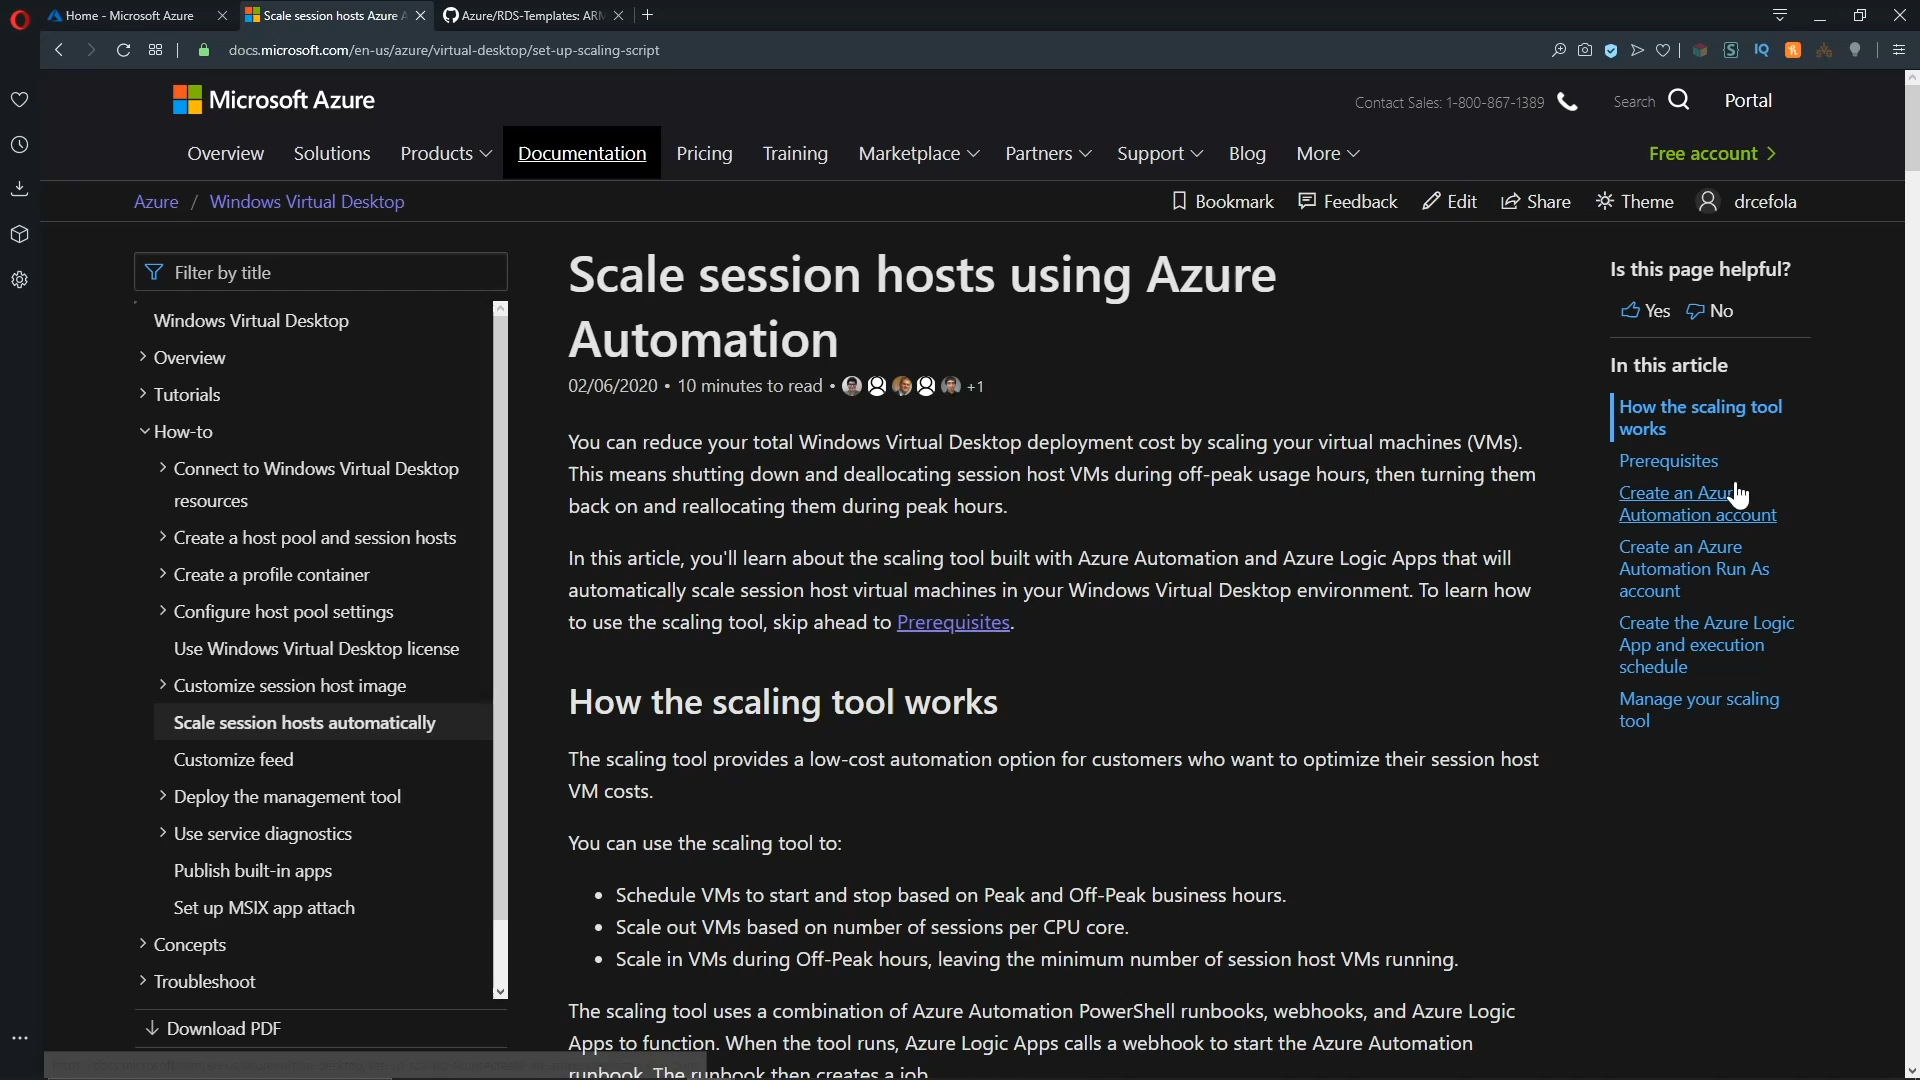 Home - Microsoft Azure
Scale session hosts Azure A
Azure/RDS-Templates: ARM
docs.microsoft.com/en-us/azure/virtual-desktop/set-up-scaling-script
Microsoft Azure
Contact Sales: 1-800-867-1389
Search
Portal
Overview
Solutions
Products
Documentation
Pricing
Training
Marketplace
Partners
Support
Blog
More
Free account
Azure / Windows Virtual Desktop
Bookmark
Feedback
Edit
Share
Theme
drcefola
Filter by title
Windows Virtual Desktop
Overview
Tutorials
How-to
Connect to Windows Virtual Desktop
resources
Create a host pool and session hosts
Create a profile container
Configure host pool settings
Use Windows Virtual Desktop license
Customize session host image
Scale session hosts automatically
Customize feed
Deploy the management tool
Use service diagnostics
Publish built-in apps
Set up MSIX app attach
Concepts
Troubleshoot
Download PDF
Scale session hosts using Azure
Automation
02/06/2020 • 10 minutes to read • +1
You can reduce your total Windows Virtual Desktop deployment cost by scaling your virtual machines (VMs).
This means shutting down and deallocating session host VMs during off-peak usage hours, then turning them
back on and reallocating them during peak hours.
In this article, you'll learn about the scaling tool built with Azure Automation and Azure Logic Apps that will
automatically scale session host virtual machines in your Windows Virtual Desktop environment. To learn how
to use the scaling tool, skip ahead to Prerequisites.
How the scaling tool works
The scaling tool provides a low-cost automation option for customers who want to optimize their session host
VM costs.
You can use the scaling tool to:
• Schedule VMs to start and stop based on Peak and Off-Peak business hours.
• Scale out VMs based on number of sessions per CPU core.
• Scale in VMs during Off-Peak hours, leaving the minimum number of session host VMs running.
The scaling tool uses a combination of Azure Automation PowerShell runbooks, webhooks, and Azure Logic
Apps to function. When the tool runs, Azure Logic Apps calls a webhook to start the Azure Automation
runbook. The runbook then creates a job.
Is this page helpful?
Yes
No
In this article
How the scaling tool
works
Prerequisites
Create an Azur
Automation account
Create an Azure
Automation Run As
account
Create the Azure Logic
App and execution
schedule
Manage your scaling
tool